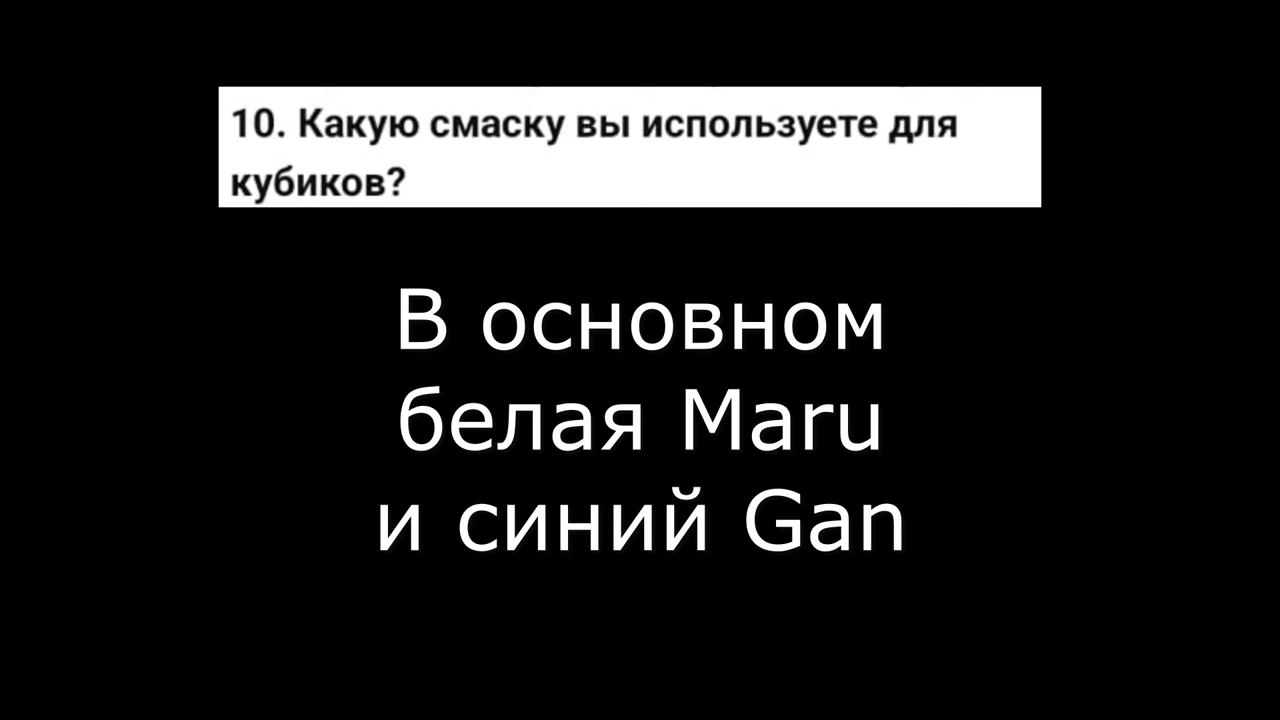 10. Какую смаску вы используете для
кубиков?
В основном
белая Maru
и синий Gan